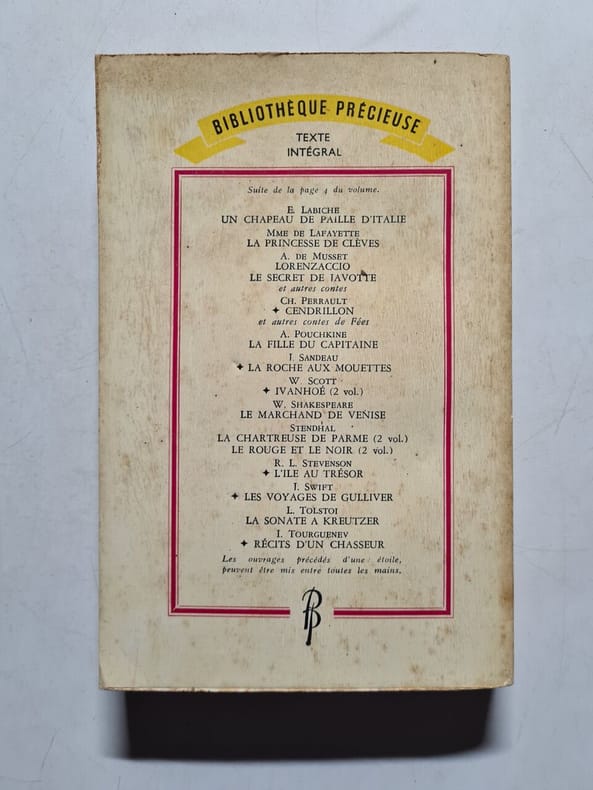 BIBLIOTHÈQUE PRÉCIEUSE
TEXTE
INTÉGRAL
Suite de la page 4 du volume.
E. LABICHE
UN CHAPEAU DE PAILLE D'ITALIE
MME DE LAFAYETTE
LA PRINCESSE DE CLÈVES
A. DE MUSSET
LORENZACCIO
LE SECRET DE JAVOTTE
et autres contes
CH. PERRAULT
✦ CENDRILLON
et autres contes de Fées
A. POUCHKINE
LA FILLE DU CAPITAINE
J. SANDEAU
✦ LA ROCHE AUX MOUETTES
W. SCOTT
✦ IVANHOÉ (2 vol.)
W. SHAKESPEARE
LE MARCHAND DE VENISE
STENDHAL
LA CHARTREUSE DE PARME (2 vol.)
LE ROUGE ET LE NOIR (2 vol.)
R. L. STEVENSON
✦ L'ILE AU TRÉSOR
J. SWIFT
✦ LES VOYAGES DE GULLIVER
L. TOLSTOI
LA SONATE A KREUTZER
I. TOURGUENEV
✦ RÉCITS D'UN CHASSEUR
Les ouvrages précédés d'une étoile,
peuvent être mis entre toutes les mains.
BP